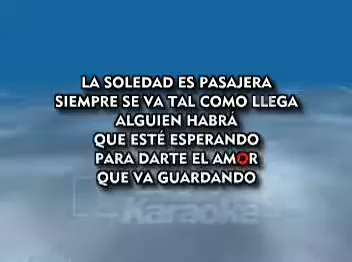 LA SOLEDAD ES PASAJERA
SIEMPRE SE VA TAL COMO LLEGA
ALGUIEN HABRÁ
QUE ESTÉ ESPERANDO
PARA DARTE EL AMOR
QUE VA GUARDANDO
Karaoke